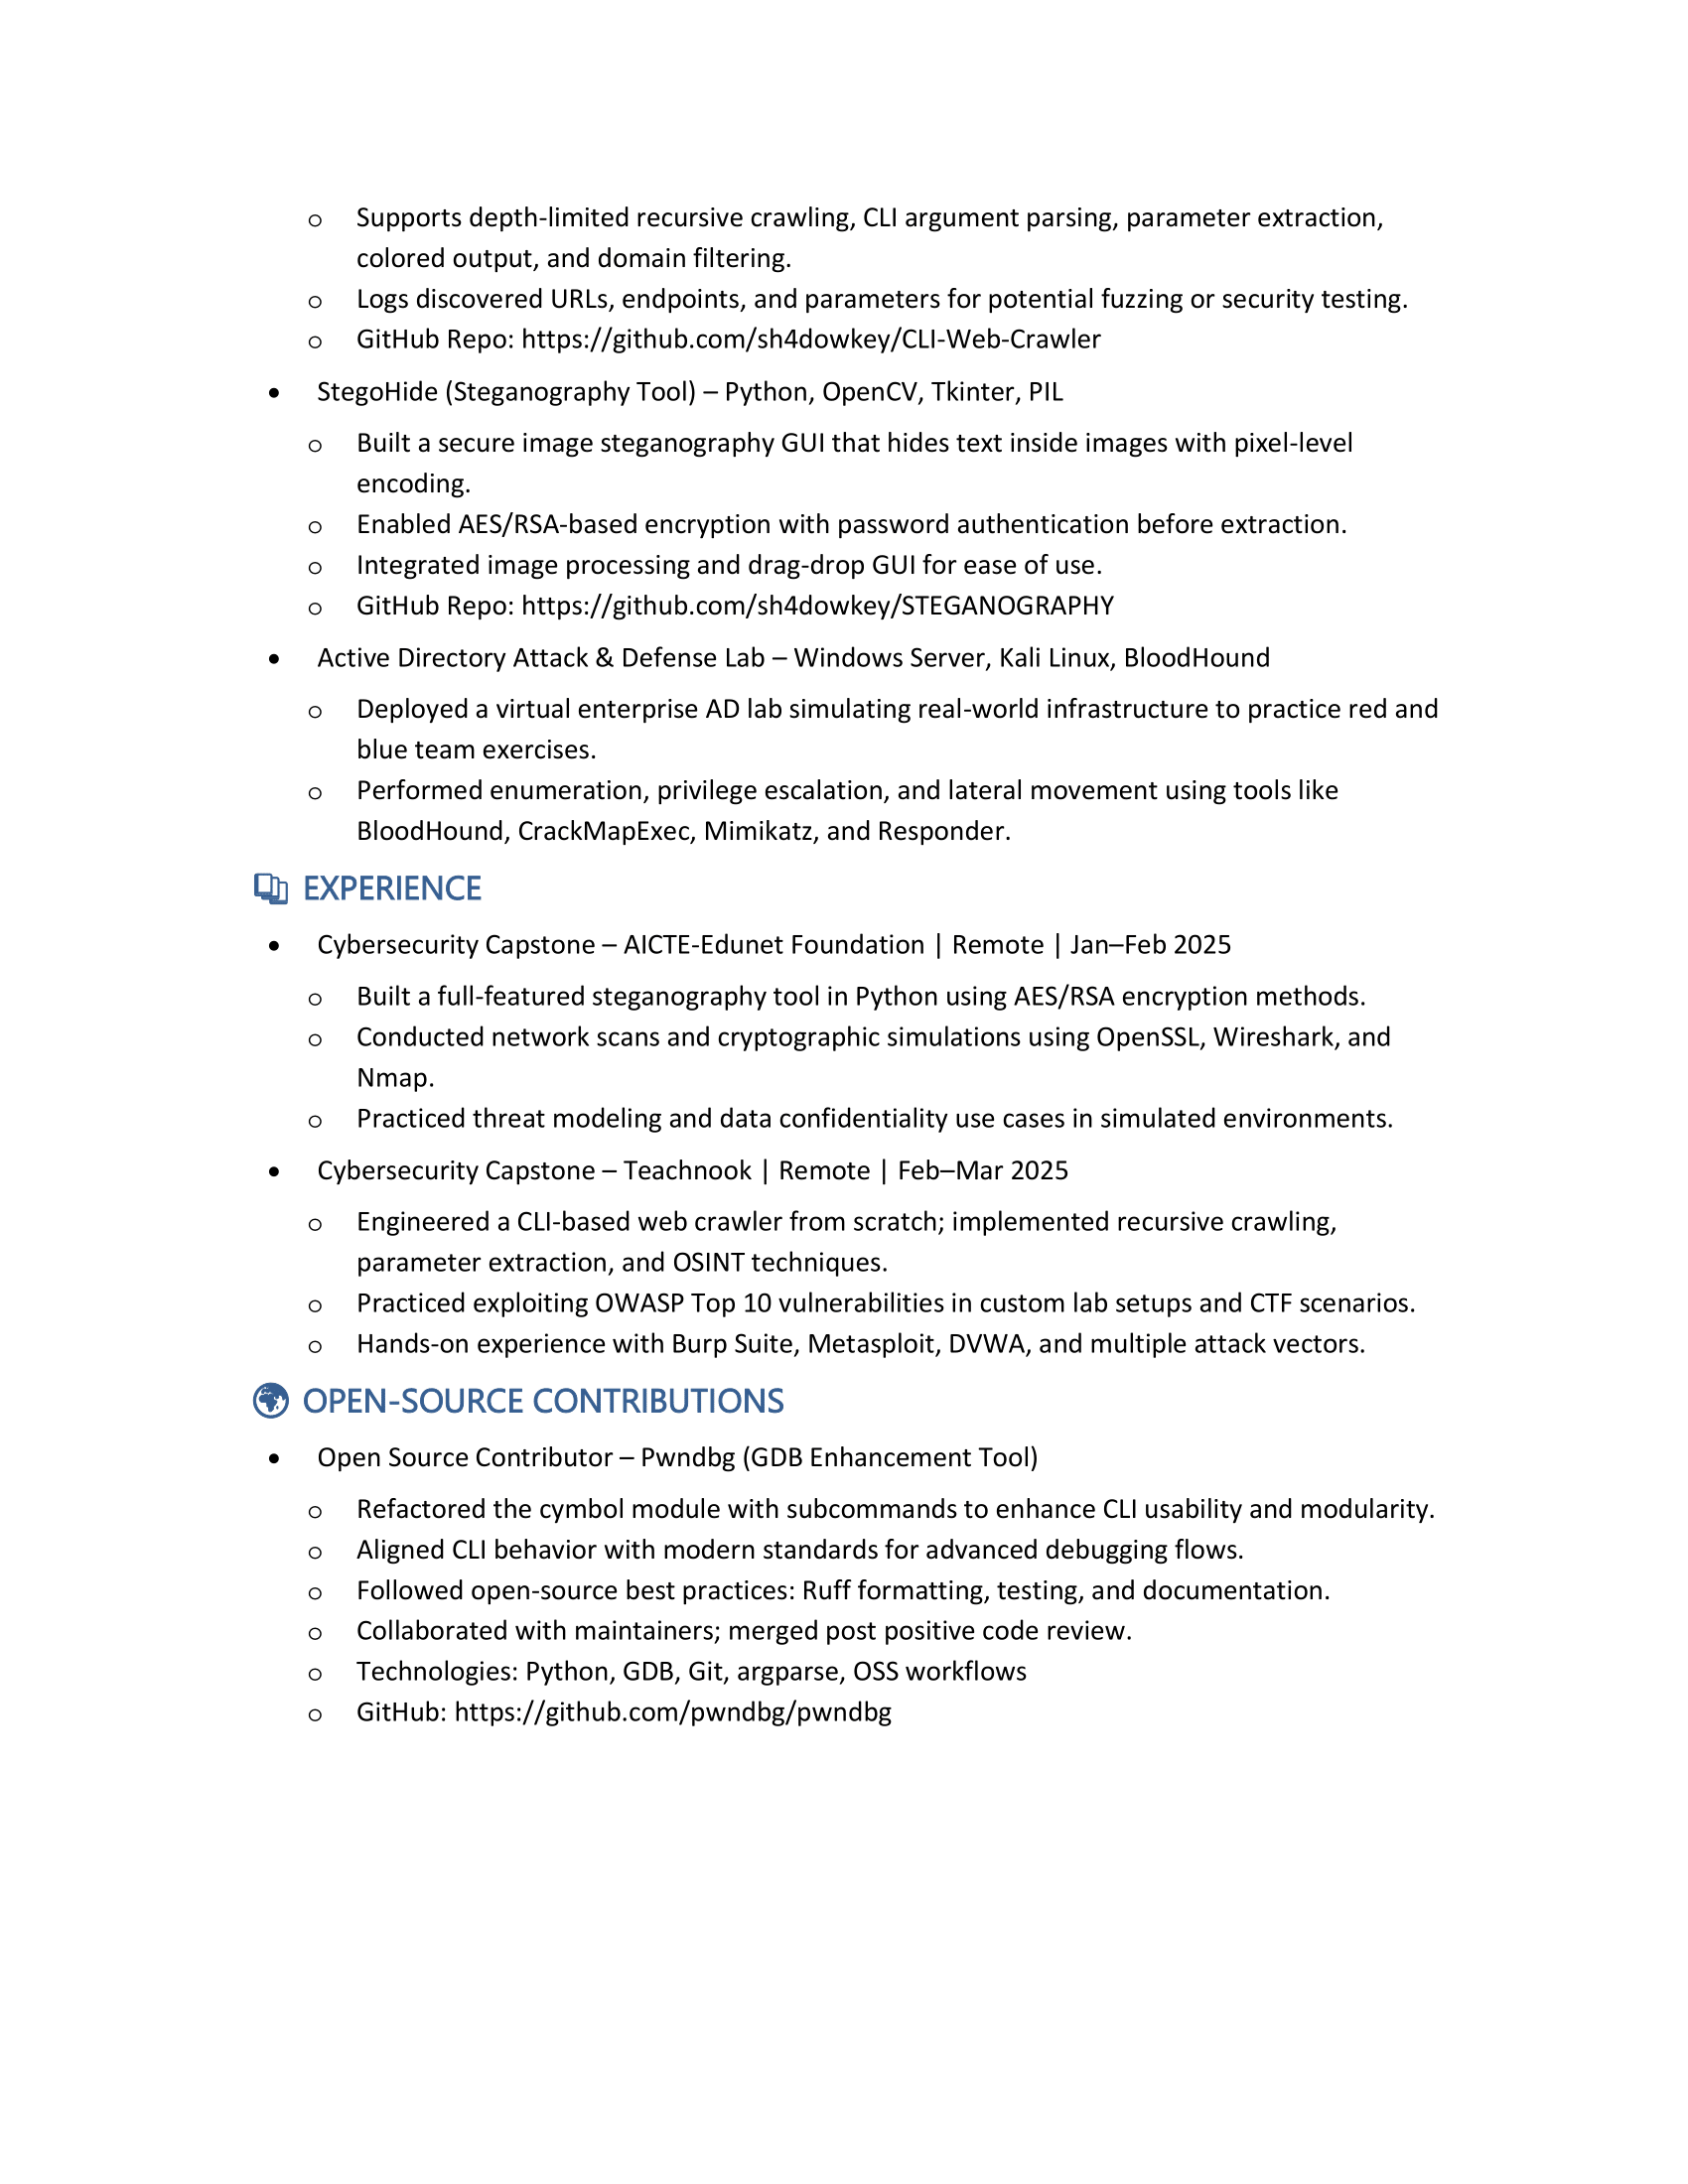 o Supports depth-limited recursive crawling, CLI argument parsing, parameter extraction,
colored output, and domain filtering.
o Logs discovered URLs, endpoints, and parameters for potential fuzzing or security testing.
o GitHub Repo: https://github.com/sh4dowkey/CLI-Web-Crawler
• StegoHide (Steganography Tool) – Python, OpenCV, Tkinter, PIL
o Built a secure image steganography GUI that hides text inside images with pixel-level
encoding.
o Enabled AES/RSA-based encryption with password authentication before extraction.
o Integrated image processing and drag-drop GUI for ease of use.
o GitHub Repo: https://github.com/sh4dowkey/STEGANOGRAPHY
• Active Directory Attack & Defense Lab – Windows Server, Kali Linux, BloodHound
o Deployed a virtual enterprise AD lab simulating real-world infrastructure to practice red and
blue team exercises.
o Performed enumeration, privilege escalation, and lateral movement using tools like
BloodHound, CrackMapExec, Mimikatz, and Responder.
EXPERIENCE
• Cybersecurity Capstone – AICTE-Edunet Foundation | Remote | Jan–Feb 2025
o Built a full-featured steganography tool in Python using AES/RSA encryption methods.
o Conducted network scans and cryptographic simulations using OpenSSL, Wireshark, and
Nmap.
o Practiced threat modeling and data confidentiality use cases in simulated environments.
• Cybersecurity Capstone – Teachnook | Remote | Feb–Mar 2025
o Engineered a CLI-based web crawler from scratch; implemented recursive crawling,
parameter extraction, and OSINT techniques.
o Practiced exploiting OWASP Top 10 vulnerabilities in custom lab setups and CTF scenarios.
o Hands-on experience with Burp Suite, Metasploit, DVWA, and multiple attack vectors.
OPEN-SOURCE CONTRIBUTIONS
• Open Source Contributor – Pwndbg (GDB Enhancement Tool)
o Refactored the cymbol module with subcommands to enhance CLI usability and modularity.
o Aligned CLI behavior with modern standards for advanced debugging flows.
o Followed open-source best practices: Ruff formatting, testing, and documentation.
o Collaborated with maintainers; merged post positive code review.
o Technologies: Python, GDB, Git, argparse, OSS workflows
o GitHub: https://github.com/pwndbg/pwndbg